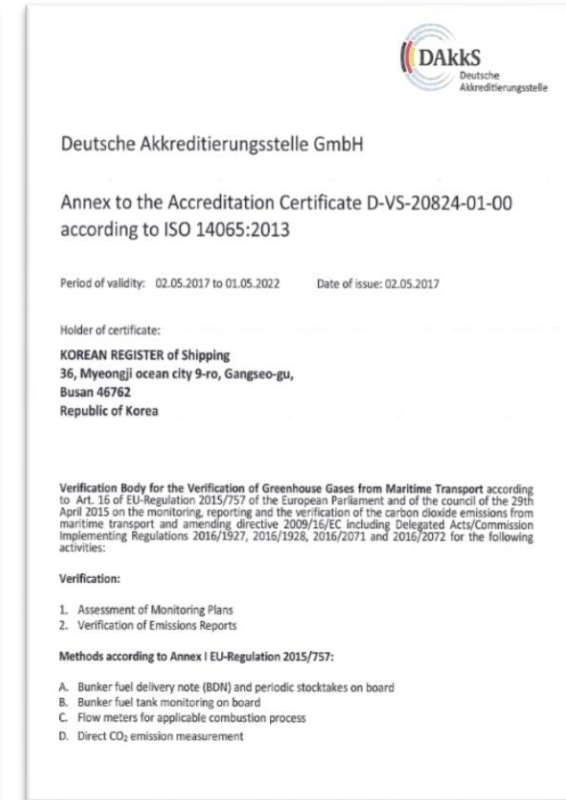 DAkkS
Deutsche
Akkreditierungsstelle
Deutsche Akkreditierungsstelle GmbH
Annex to the Accreditation Certificate D-VS-20824-01-00
according to ISO 14065:2013
Period of validity: 02.05.2017 to 01.05.2022 Date of issue: 02.05.2017
Holder of certificate:
KOREAN REGISTER of Shipping
36, Myeongji ocean city 9-ro, Gangseo-gu,
Busan 46762
Republic of Korea
Verification Body for the Verification of Greenhouse Gases from Maritime Transport according
to Art. 16 of EU-Regulation 2015/757 of the European Parliament and of the council of the 29th
April 2015 on the monitoring, reporting and the verification of the carbon dioxide emissions from
maritime transport and amending directive 2009/16/EC including Delegated Acts/Commission
Implementing Regulations 2016/1927, 2016/1928, 2016/2071 and 2016/2072 for the following
activities:
Verification:
1. Assessment of Monitoring Plans
2. Verification of Emissions Reports
Methods according to Annex I EU-Regulation 2015/757:
A. Bunker fuel delivery note (BDN) and periodic stocktakes on board
B. Bunker fuel tank monitoring on board
C. Flow meters for applicable combustion process
D. Direct CO₂ emission measurement